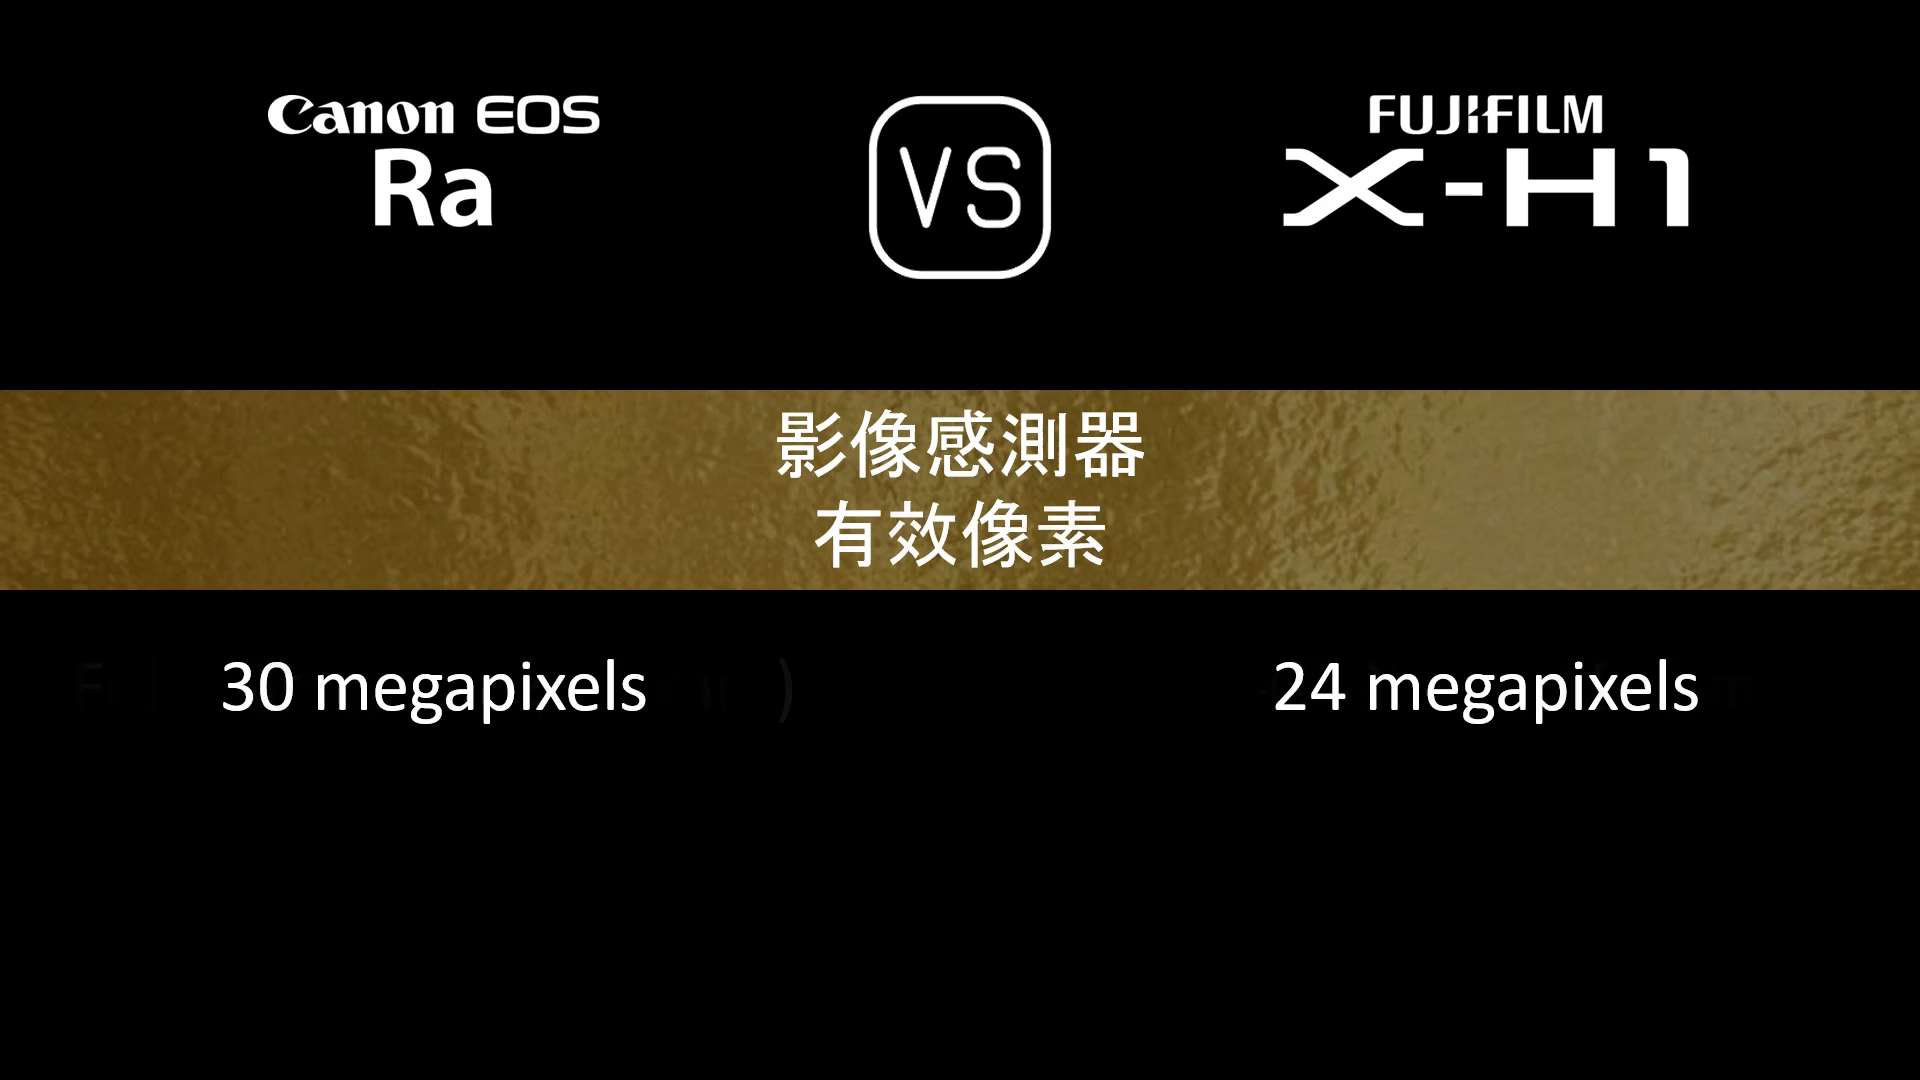 Canon EOS
Ra
VS
FUJIFILM
X-H1
影像感測器
有效像素
30 megapixels
24 megapixels